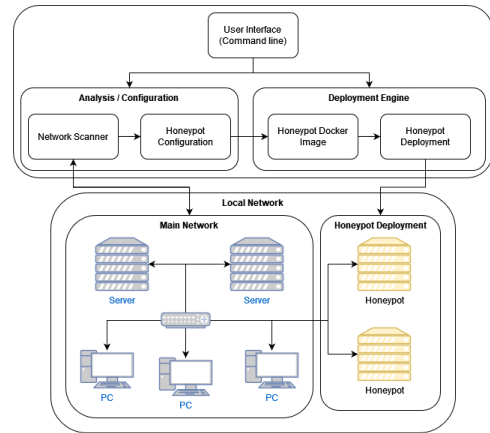 User Interface
(Command line)
Analysis / Configuration
Deployment Engine
Network Scanner
Honeypot
Configuration
Honeypot Docker
Image
Honeypot
Deployment
Local Network
Main Network
Honeypot Deployment
Server
Server
Honeypot
PC
PC
PC
Honeypot